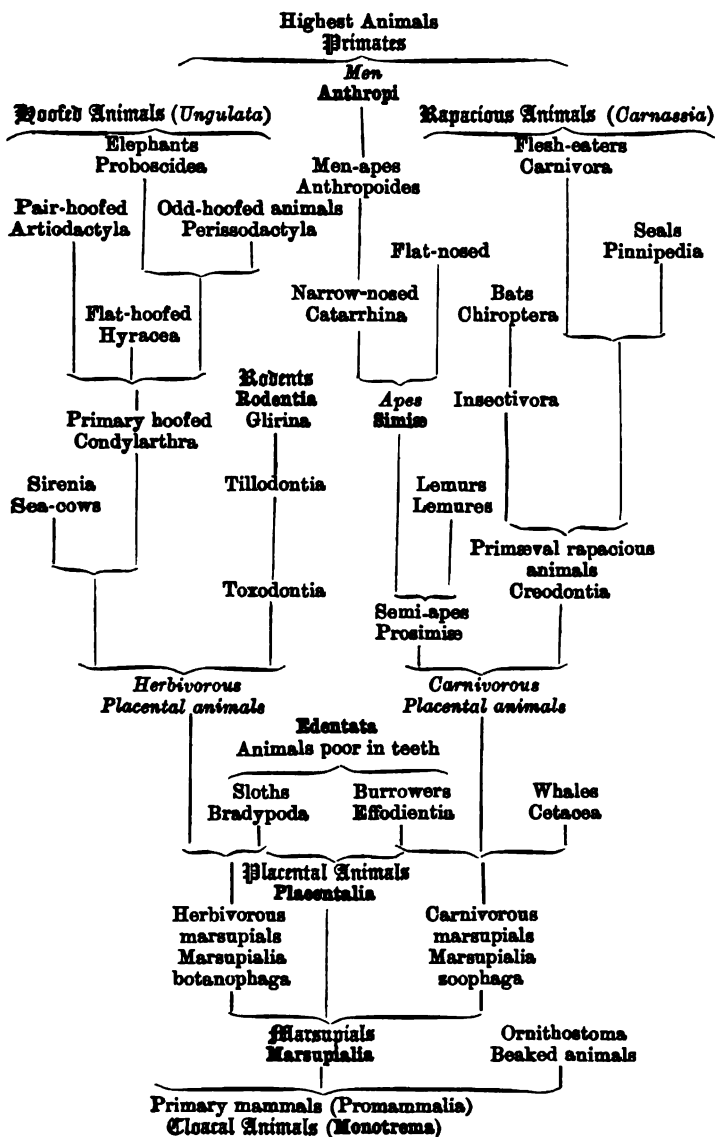 Highest Animals
Primates
Men
Anthropi
Hoofed Animals (Ungulata)
Rapacious Animals (Carnassia)
Elephants
Proboscidea
Flesh-eaters
Carnivora
Men-apes
Anthropoides
Pair-hoofed
Artiodactyla
Odd-hoofed animals
Perissodactyla
Seals
Pinnipedia
Flat-nosed
Narrow-nosed
Catarrhina
Bats
Chiroptera
Flat-hoofed
Hyracea
Rodents
Rodentia
Glirina
Apes
Simiæ
Insectivora
Primary hoofed
Condylarthra
Sirenia
Sea-cows
Tillodontia
Lemurs
Lemures
Primæval rapacious
animals
Creodontia
Toxodontia
Semi-apes
Prosimiæ
Herbivorous
Placental animals
Carnivorous
Placental animals
Edentata
Animals poor in teeth
Sloths
Bradypoda
Burrowers
Effodientia
Whales
Cetacea
Placental Animals
Placentalia
Herbivorous
marsupials
Marsupialia
botanophaga
Carnivorous
marsupials
Marsupialia
zoophaga
Marsupials
Marsupialia
Ornithostoma
Beaked animals
Primary mammals (Promammalia)
Cloacal Animals (Monotrema)